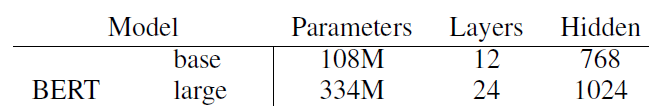 Model Parameters Layers Hidden
base 108M 12 768
BERT large 334M 24 1024